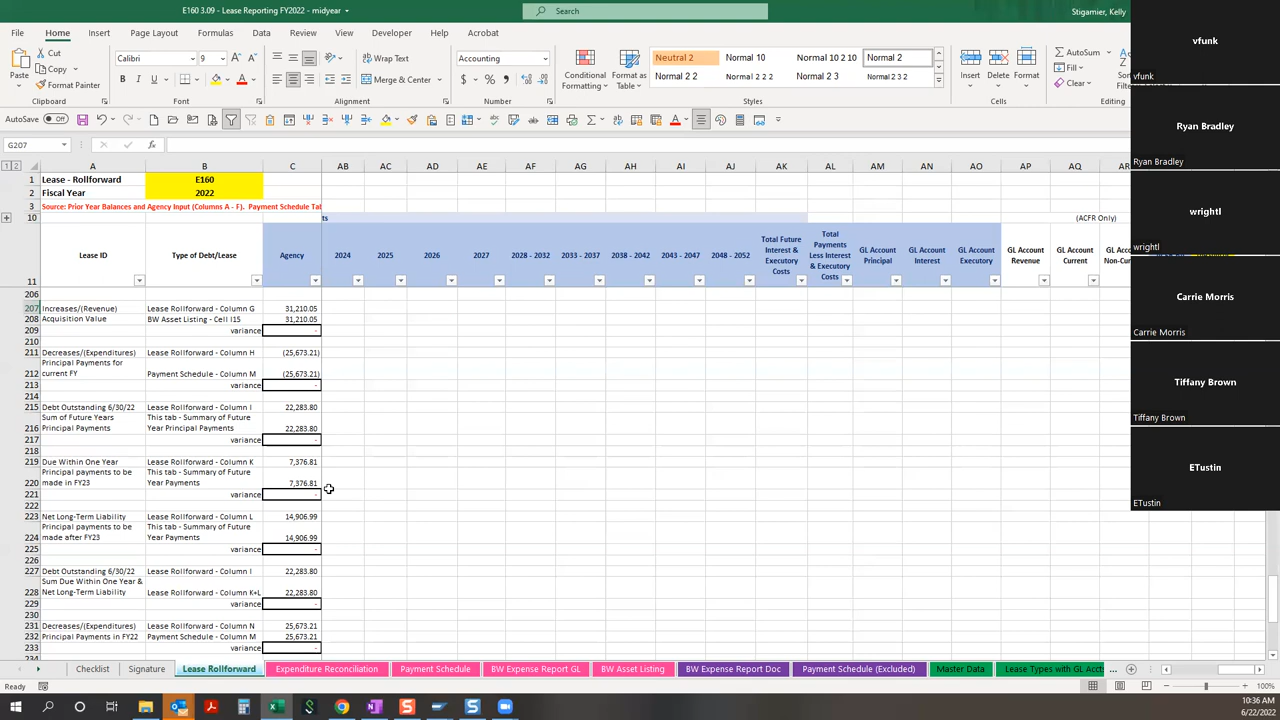 E160 3.09 - Lease Reporting FY2022 - midyear
Search
Stigamier, Kelly
File Home Insert Page Layout Formulas Data Review View Developer Help Acrobat
Paste
Cut
Copy
Format Painter
Clipboard
Calibri 9
B I U
Font
Wrap Text
Merge & Center
Alignment
Accounting
Number
Conditional Formatting
Format as Table
Neutral 2 Normal 10 Normal 10 2 10 Normal 2
Normal 2 2 Normal 2 2 2 Normal 2 3 Normal 2 3 2
Styles
Insert Delete Format
Cells
AutoSum
Fill
Clear
Editing
AutoSave Off
G207
A B C AB AC AD AE AF AG AH AI AJ AK AL AM AN AO AP AQ AR
1 Lease - Rollforward E160
2 Fiscal Year 2022
3 Source: Prior Year Balances and Agency Input (Columns A - F). Payment Schedule Tab
10 ts (ACFR Only)
11 Lease ID Type of Debt/Lease Agency 2024 2025 2026 2027 2028 - 2032 2033 - 2037 2038 - 2042 2043 - 2047 2048 - 2052 Total Future Interest & Executory Costs Total Payments Less Interest & Executory Costs GL Account Principal GL Account Interest GL Account Executory GL Account Revenue GL Account Current GL Account Non-Cur
206
207 Increases/(Revenue) Lease Rollforward - Column G 31,210.05
208 Acquisition Value BW Asset Listing - Cell I15 31,210.05
209 variance -
210
211 Decreases/(Expenditures) Lease Rollforward - Column H (25,673.21)
212 Principal Payments for current FY Payment Schedule - Column M (25,673.21)
213 variance -
214
215 Debt Outstanding 6/30/22 Lease Rollforward - Column I 22,283.80
216 Sum of Future Years Principal Payments This tab - Summary of Future Year Principal Payments 22,283.80
217 variance -
218
219 Due Within One Year Lease Rollforward - Column K 7,376.81
220 Principal payments to be made in FY23 This tab - Summary of Future Year Payments 7,376.81
221 variance -
222
223 Net Long-Term Liability Lease Rollforward - Column L 14,906.99
224 Principal payments to be made after FY23 This tab - Summary of Future Year Payments 14,906.99
225 variance -
226
227 Debt Outstanding 6/30/22 Lease Rollforward - Column I 22,283.80
228 Sum Due Within One Year & Net Long-Term Liability Lease Rollforward - Column K+L 22,283.80
229 variance -
230
231 Decreases/(Expenditures) Lease Rollforward - Column N 25,673.21
232 Principal Payments in FY22 Payment Schedule - Column M 25,673.21
233 variance -
234
Checklist Signature Lease Rollforward Expenditure Reconciliation Payment Schedule BW Expense Report GL BW Asset Listing BW Expense Report Doc Payment Schedule (Excluded) Master Data Lease Types with GL Accts ...
Ready
100%
10:36 AM
6/22/2022
vfunk
vfunk
Ryan Bradley
Ryan Bradley
wrightl
wrightl
Carrie Morris
Carrie Morris
Tiffany Brown
Tiffany Brown
ETustin
ETustin